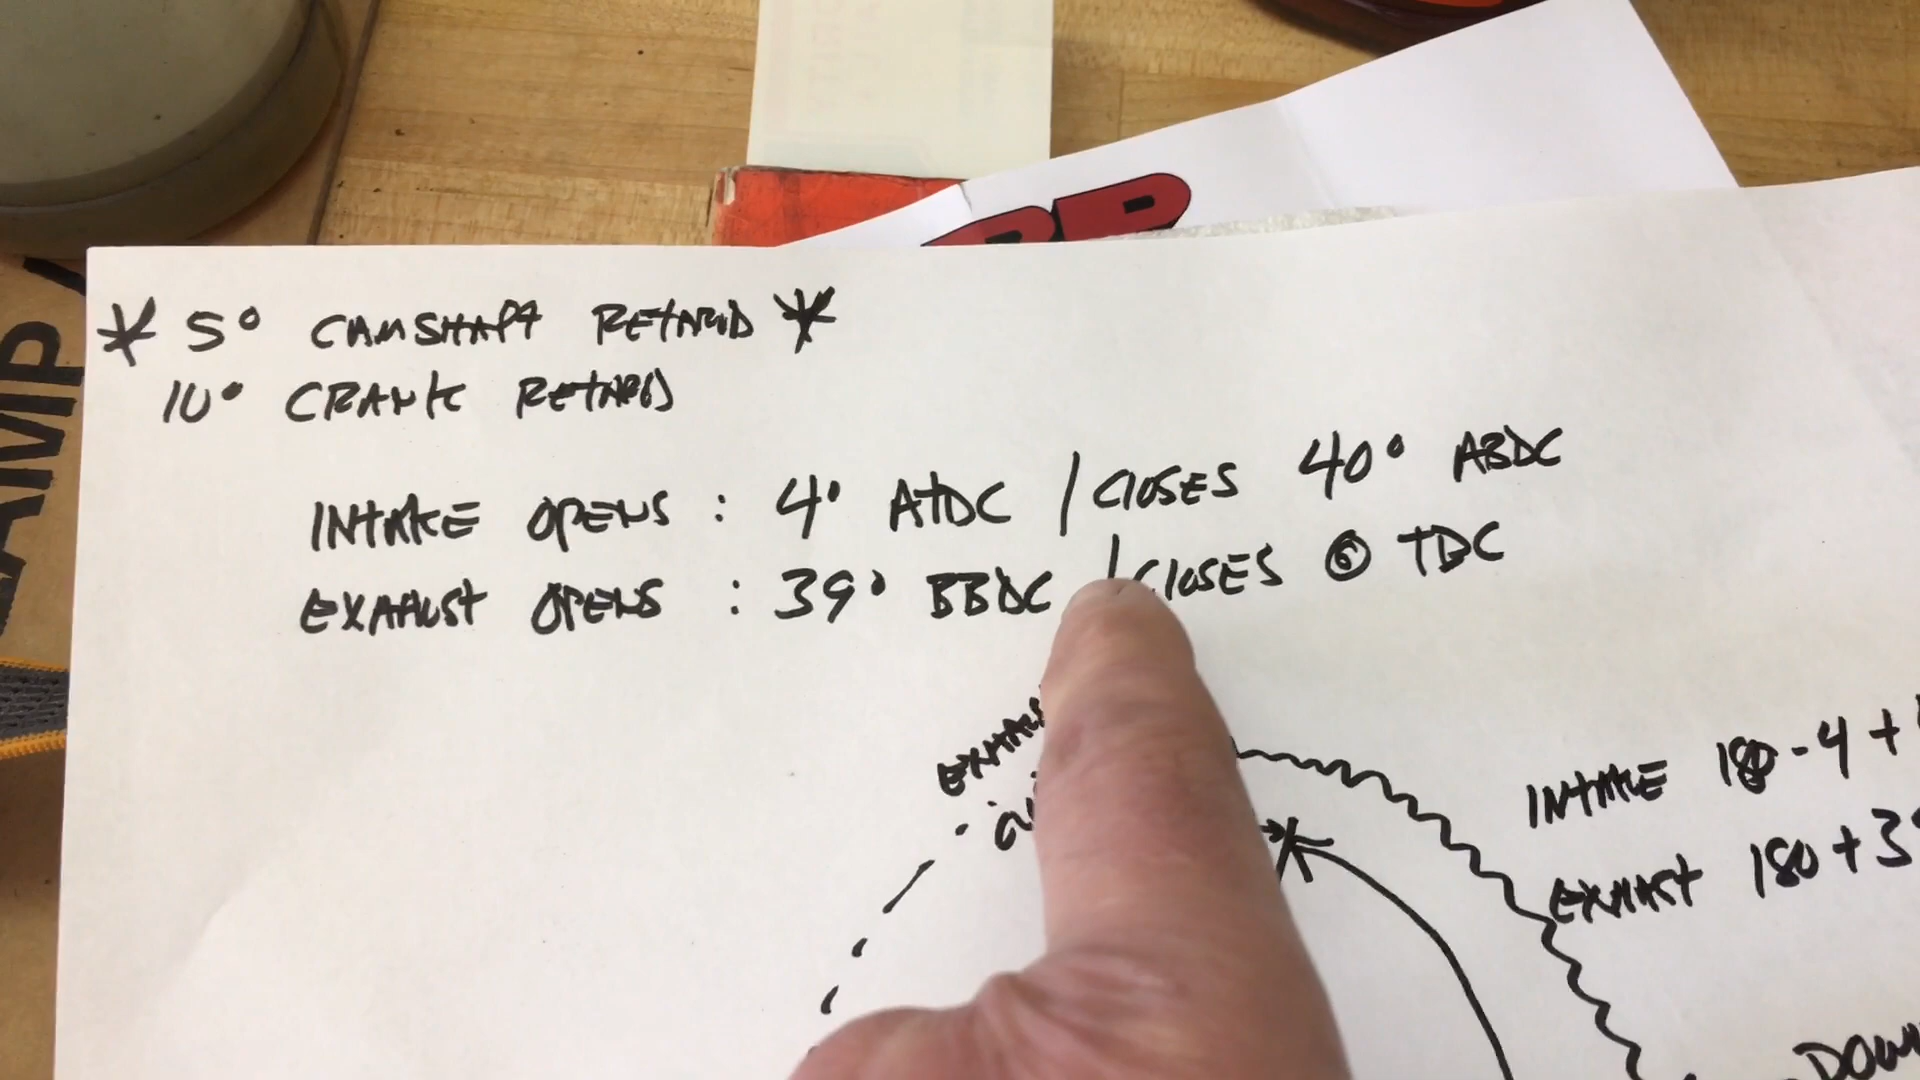 * 5° CAMSHAFT RETARD *
10° CRANK RETARD
INTAKE OPENS : 4° ATDC / CLOSES 40° ABDC
EXHAUST OPENS : 39° BBDC / CLOSES @ TDC
INTAKE 180 - 4 +
EXHAUST 180 + 3
AMP